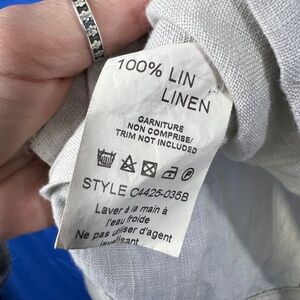 100% LIN
LINEN
GARNITURE
NON COMPRISE/
TRIM NOT INCLUDED
STYLE C4425-035B
Laver à la main à
l'eau froide
Ne pas utiliser d'agent